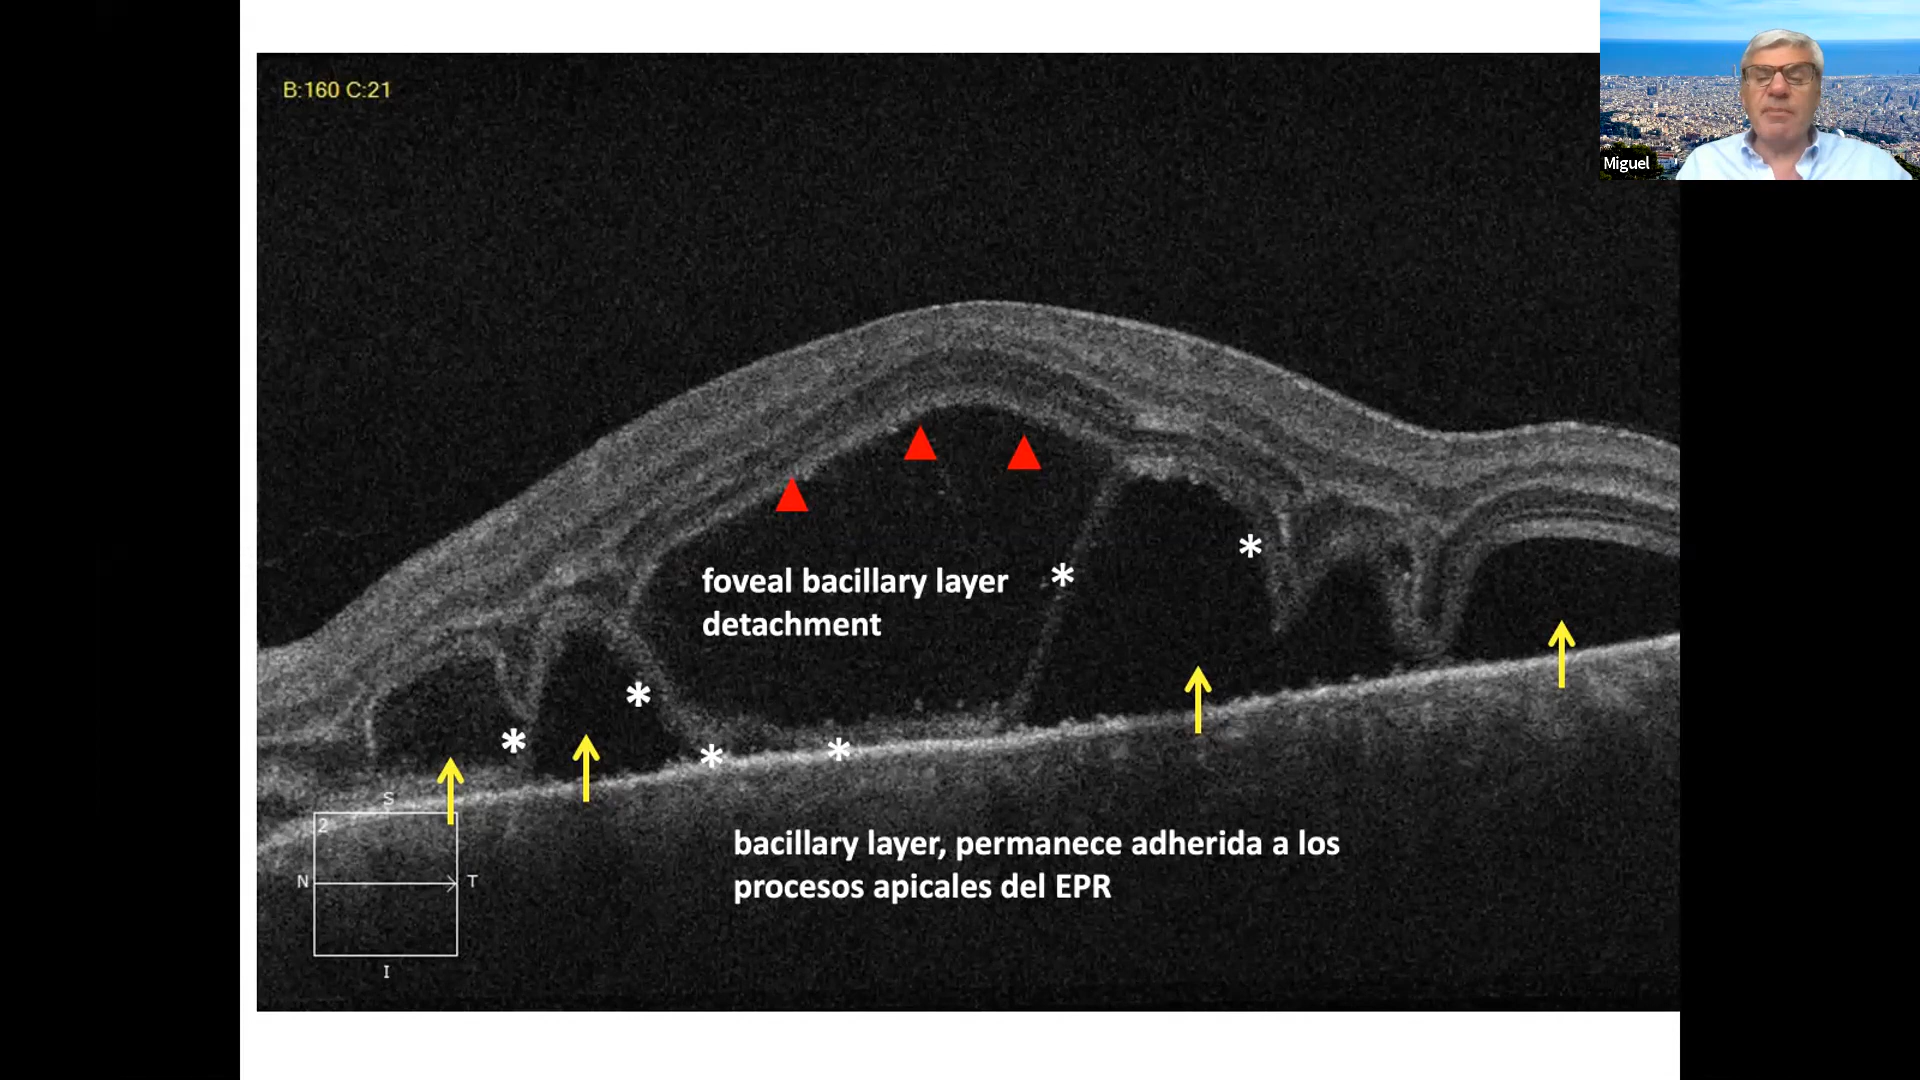 B:160 C:21
Miguel
foveal bacillary layer
detachment
*
*
*
*
*
*
bacillary layer, permanece adherida a los
procesos apicales del EPR
S
2
N
T
I